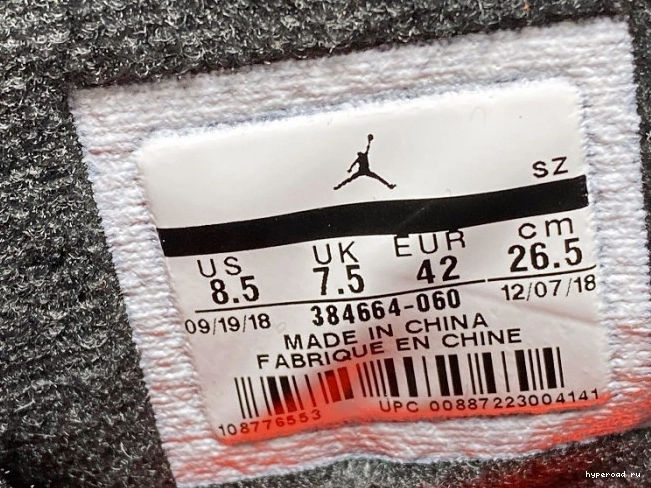 SZ
US UK EUR cm
8.5 7.5 42 26.5
09/19/18 384664-060 12/07/18
MADE IN CHINA
FABRIQUE EN CHINE
108776553 UPC 00887223004141
hyperoad.ru